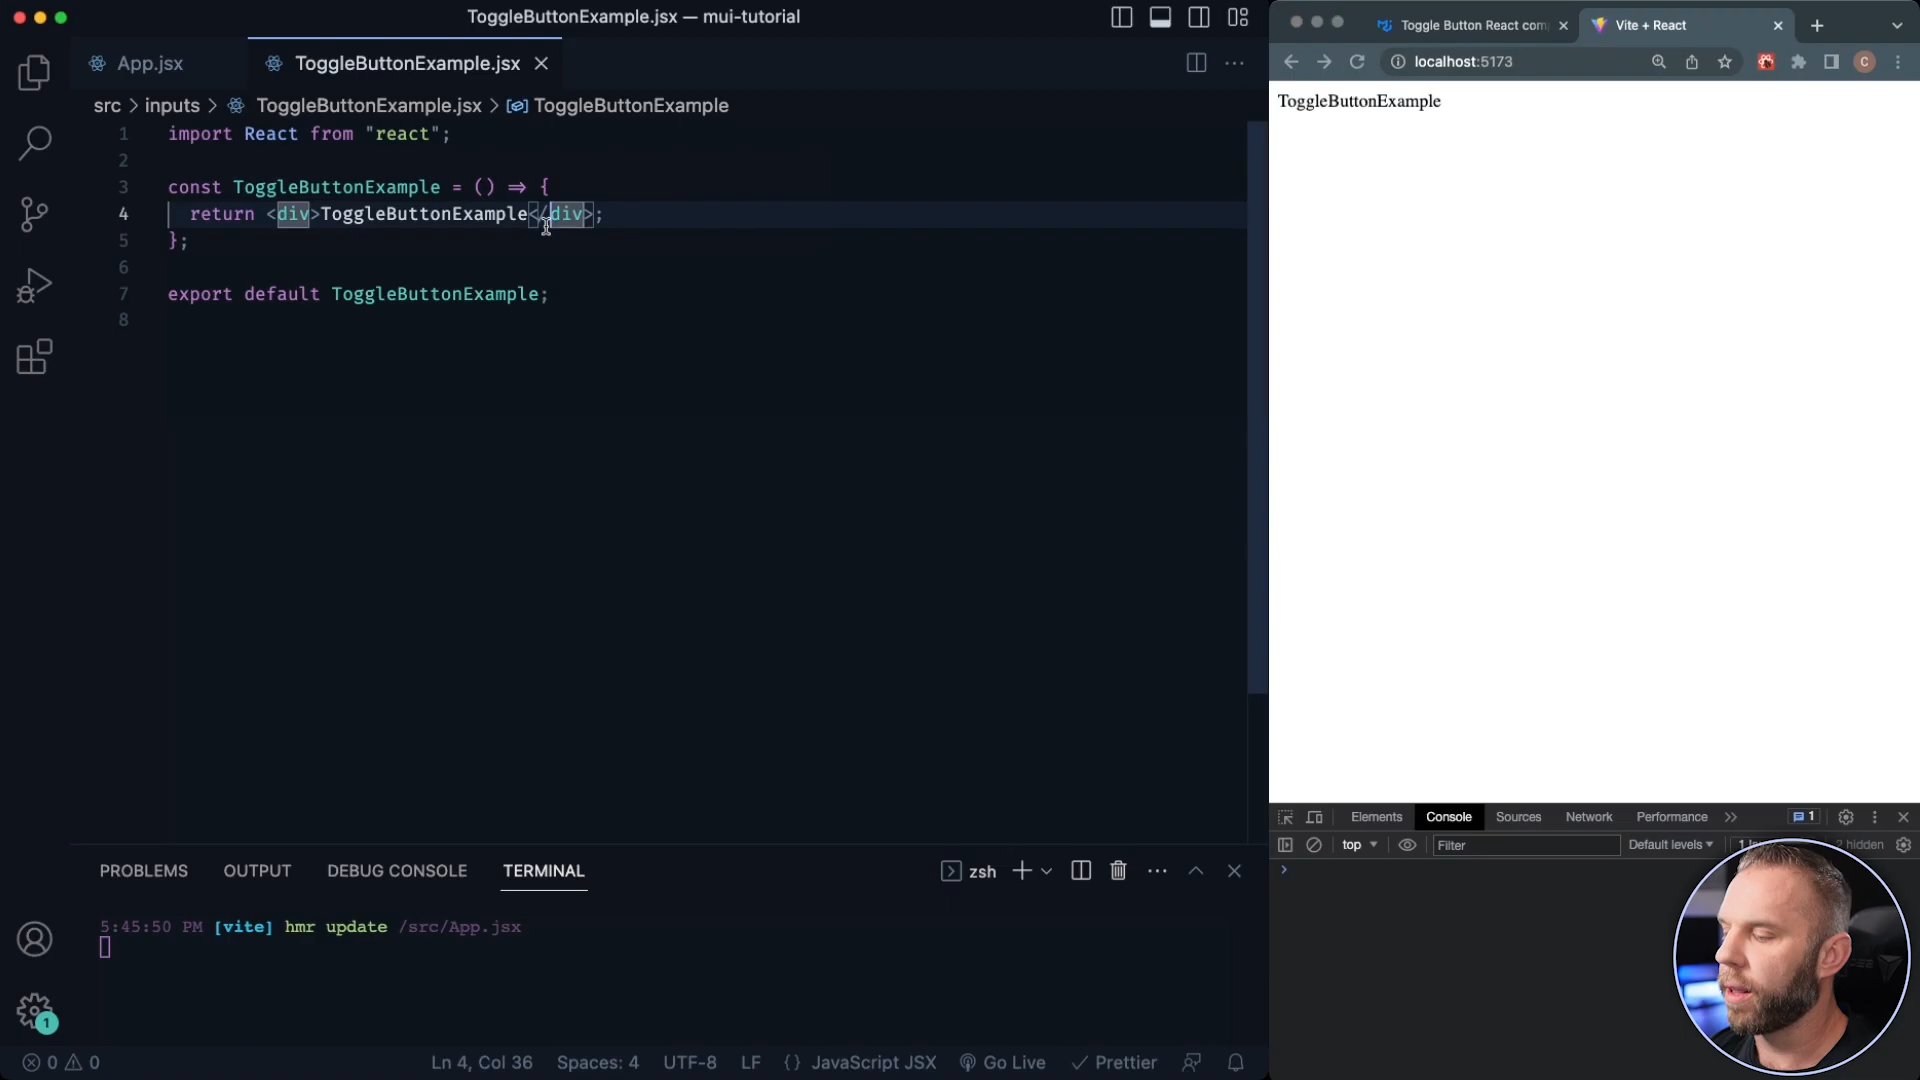 ToggleButtonExample.jsx — mui-tutorial
App.jsx
ToggleButtonExample.jsx
src > inputs > ToggleButtonExample.jsx > ToggleButtonExample
1 import React from "react";
2
3 const ToggleButtonExample = () => {
4 return <div>ToggleButtonExample</div>;
5 };
6
7 export default ToggleButtonExample;
8
PROBLEMS OUTPUT DEBUG CONSOLE TERMINAL
zsh
5:45:50 PM [vite] hmr update /src/App.jsx
1
0 0
Ln 4, Col 36 Spaces: 4 UTF-8 LF {} JavaScript JSX Go Live Prettier
Toggle Button React com
Vite + React
localhost:5173
C
ToggleButtonExample
Elements Console Sources Network Performance 1
top Filter Default levels hidden